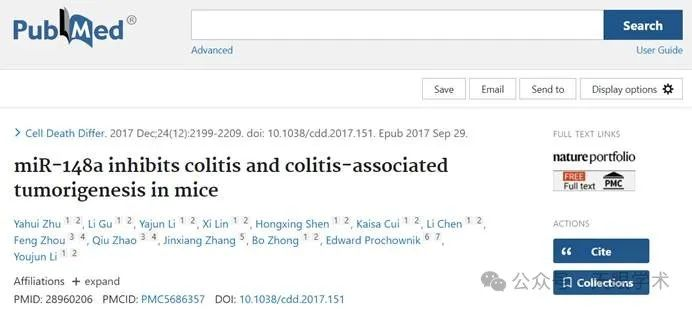 PubMed®
Search
Advanced
User Guide
Save
Email
Send to
Display options
> Cell Death Differ. 2017 Dec;24(12):2199-2209. doi: 10.1038/cdd.2017.151. Epub 2017 Sep 29.
miR-148a inhibits colitis and colitis-associated
tumorigenesis in mice
Yahui Zhu 1 2, Li Gu 1 2, Yajun Li 1 2, Xi Lin 1 2, Hongxing Shen 1 2, Kaisa Cui 1 2, Li Chen 1 2,
Feng Zhou 3 4, Qiu Zhao 3 4, Jinxiang Zhang 5, Bo Zhong 1 2, Edward Prochownik 6 7,
Youjun Li 1 2
Affiliations + expand
PMID: 28960206 PMCID: PMC5686357 DOI: 10.1038/cdd.2017.151
FULL TEXT LINKS
natureportfolio
FREE
Full text
PMC
ACTIONS
Cite
Collections
公众号
学术